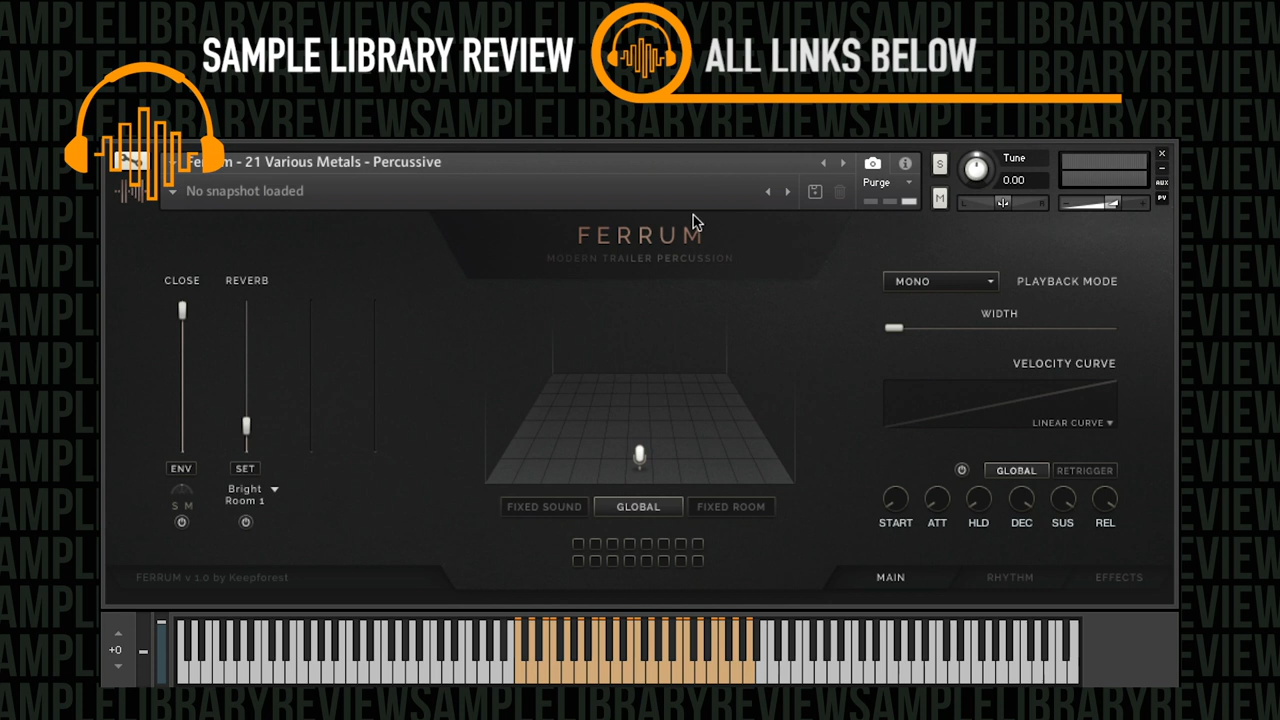 SAMPLE LIBRARY REVIEW
ALL LINKS BELOW
- 21 Various Metals - Percussive
No snapshot loaded
Purge
S
M
Tune
0.00
L
R
AUX
PV
FERRUM
MODERN TRAILER PERCUSSION
CLOSE
REVERB
MONO
PLAYBACK MODE
WIDTH
VELOCITY CURVE
LINEAR CURVE
ENV
SET
S M
Bright
Room 1
FIXED SOUND
GLOBAL
FIXED ROOM
GLOBAL
RETRIGGER
START
ATT
HLD
DEC
SUS
REL
FERRUM v 1.0 by Keepforest
MAIN
RHYTHM
EFFECTS
+0